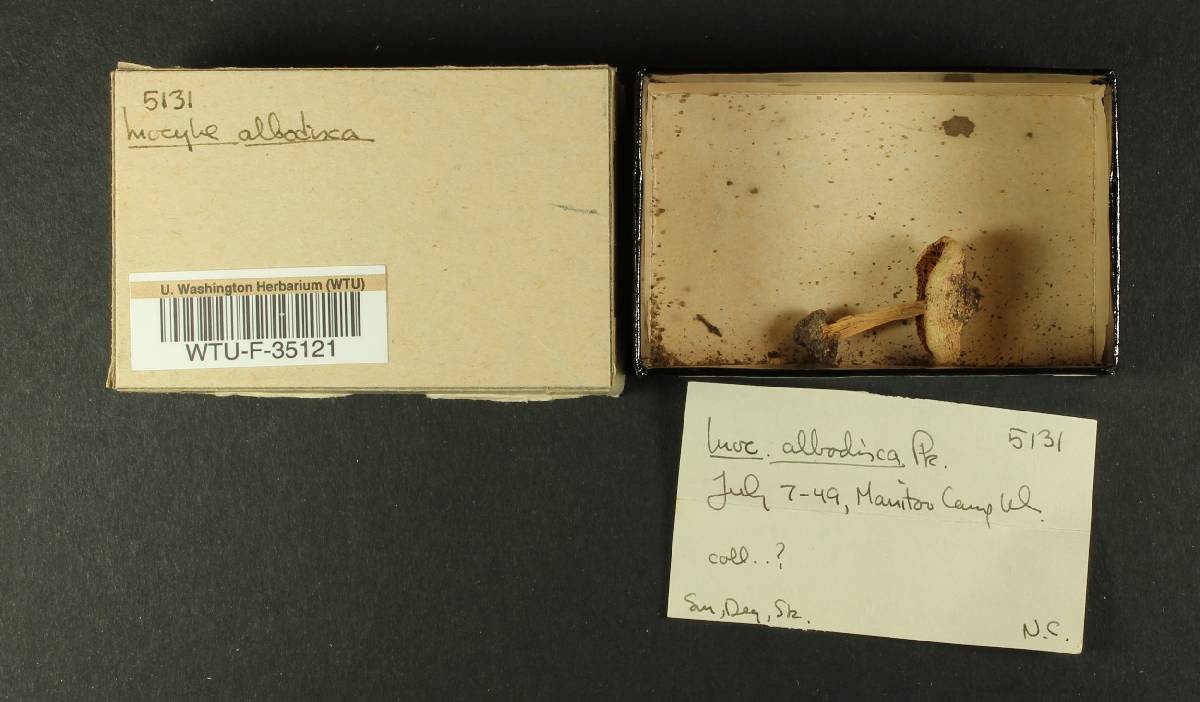 5131
Inocybe albodisca
U. Washington Herbarium (WTU)
WTU-F-35121
Inoc. albodisca Pk. 5131
July 7-49, Manitou Camp
coll..?
N.C.